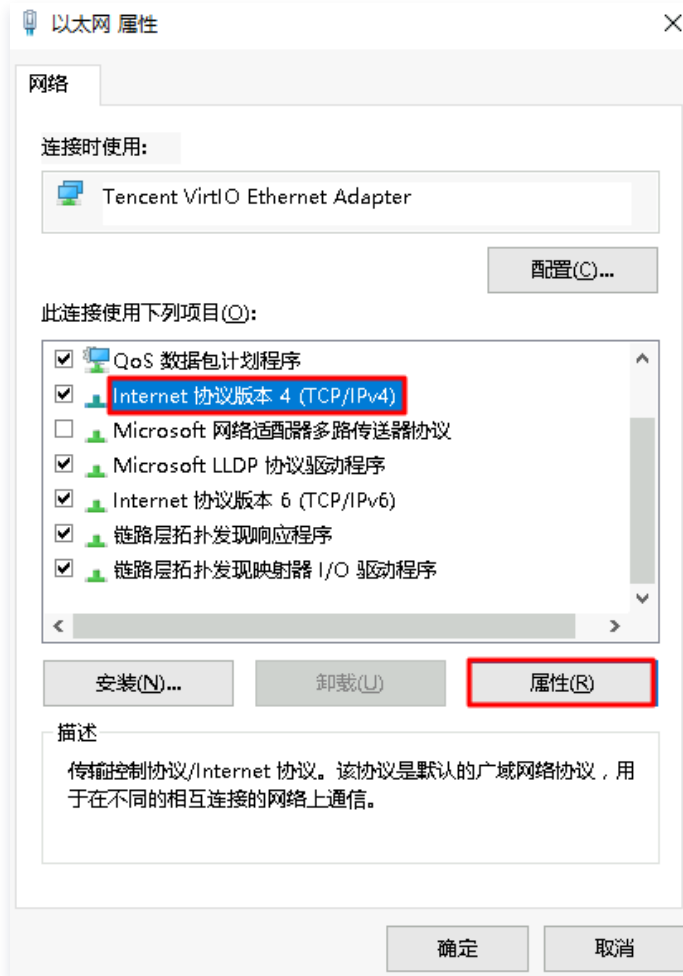 以太网 属性
网络
连接时使用:
Tencent VirtIO Ethernet Adapter
配置(C)...
此连接使用下列项目(O):
QoS 数据包计划程序
Internet 协议版本 4 (TCP/IPv4)
Microsoft 网络适配器多路传送器协议
Microsoft LLDP 协议驱动程序
Internet 协议版本 6 (TCP/IPv6)
链路层拓扑发现响应程序
链路层拓扑发现映射器 I/O 驱动程序
安装(N)...
卸载(U)
属性(R)
描述
传输控制协议/Internet 协议。该协议是默认的广域网络协议，用
于在不同的相互连接的网络上通信。
确定
取消